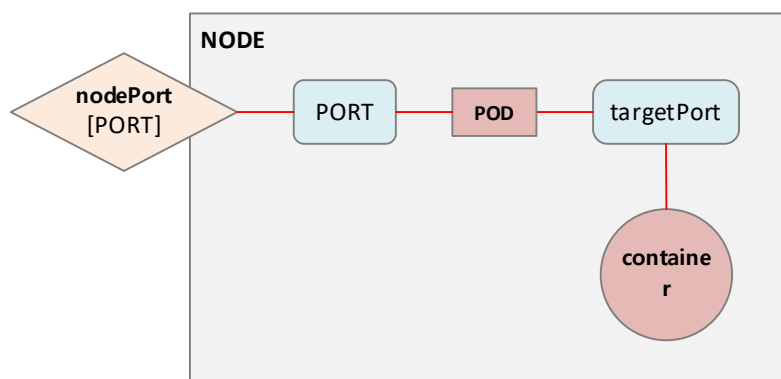 NODE
nodePort
[PORT]
PORT
POD
targetPort
containe
r